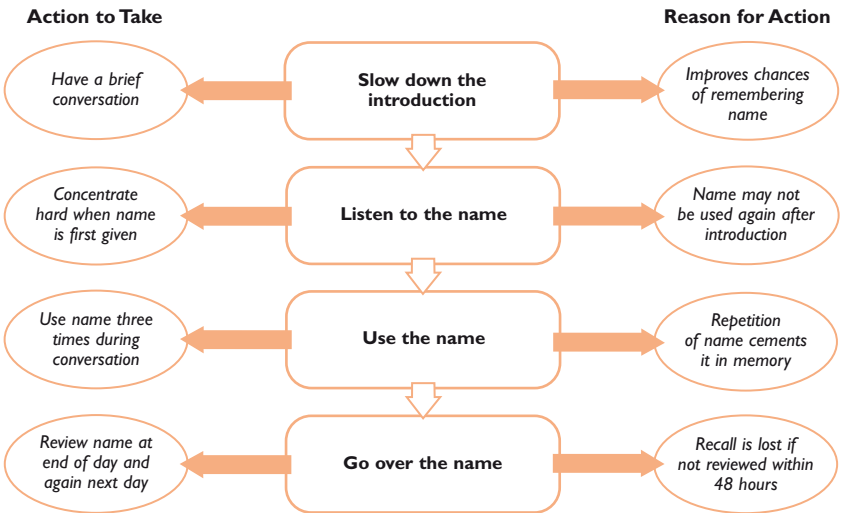 Action to Take
Reason for Action
Have a brief
conversation
Slow down the
introduction
Improves chances
of remembering
name
Concentrate
hard when name
is first given
Listen to the name
Name may not
be used again after
introduction
Use name three
times during
conversation
Use the name
Repetition
of name cements
it in memory
Review name at
end of day and
again next day
Go over the name
Recall is lost if
not reviewed within
48 hours